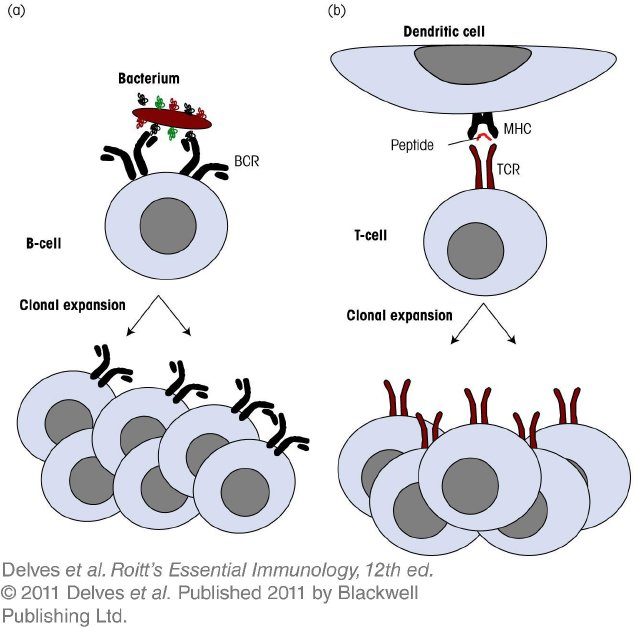 (a)
Bacterium
BCR
B-cell
Clonal expansion
(b)
Dendritic cell
MHC
Peptide
TCR
T-cell
Clonal expansion
Delves et al. Roitt's Essential Immunology, 12th ed.
© 2011 Delves et al. Published 2011 by Blackwell
Publishing Ltd.